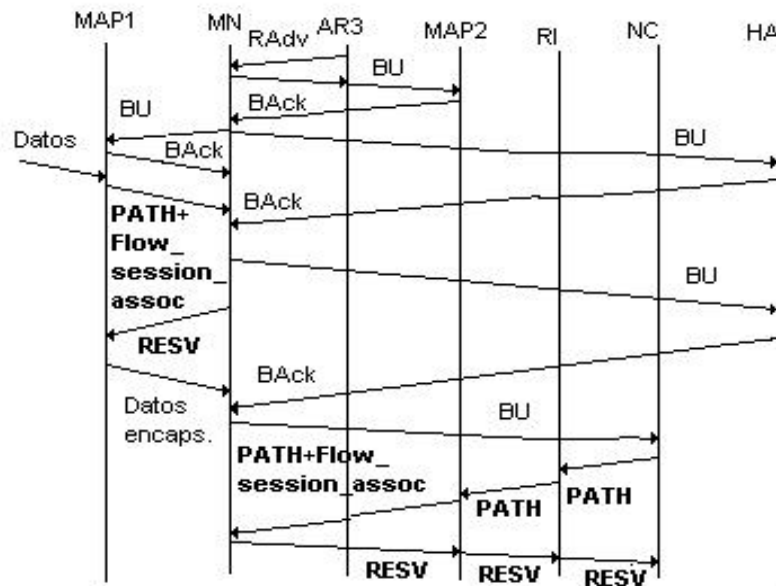 MAP1 MN AR3 MAP2 RI NC HA
RAdv
BU
BAck
BU
Datos
BAck
BU
BAck
PATH+
Flow_
session_
assoc
BU
RESV
BAck
Datos
encaps.
BU
PATH+Flow_
session_assoc
PATH
PATH
RESV
RESV
RESV